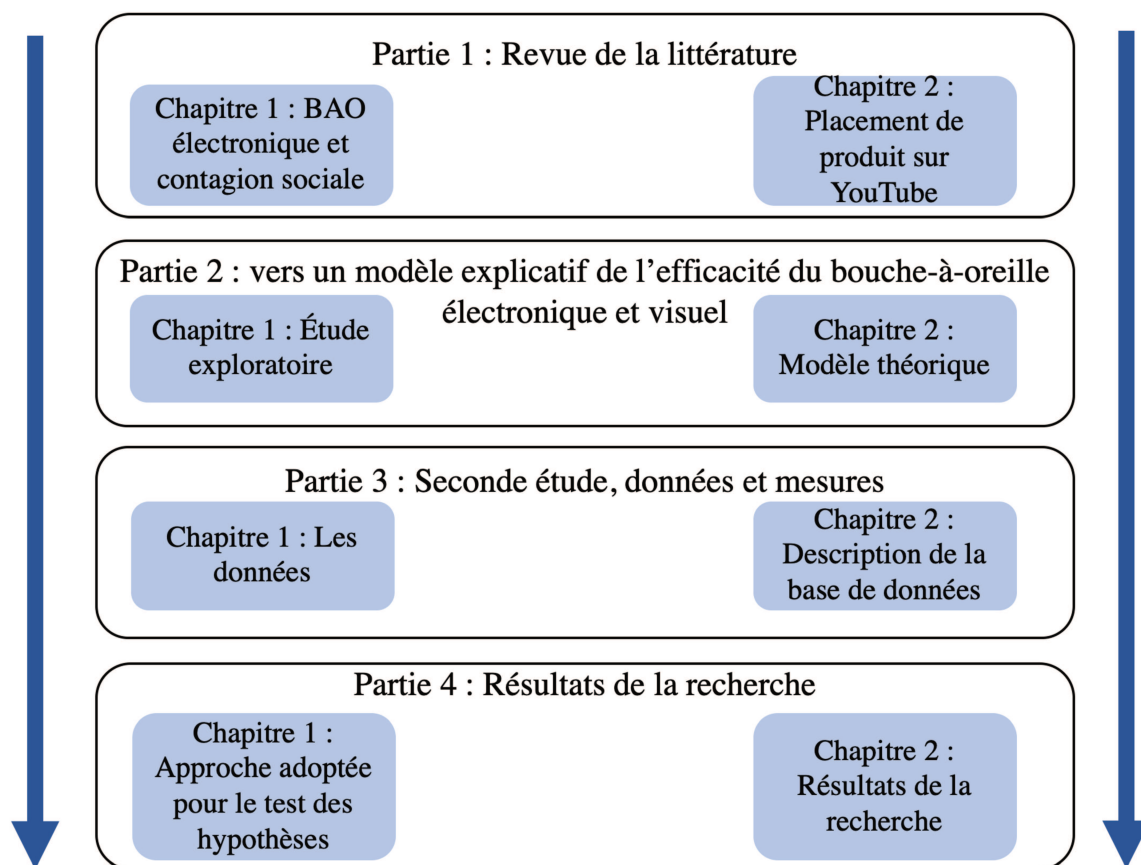 Partie 1 : Revue de la littérature
Chapitre 1 : BAO
électronique et
contagion sociale
Chapitre 2 :
Placement de
produit sur
YouTube
Partie 2 : vers un modèle explicatif de l’efficacité du bouche-à-oreille
électronique et visuel
Chapitre 1 : Étude
exploratoire
Chapitre 2 :
Modèle théorique
Partie 3 : Seconde étude, données et mesures
Chapitre 1 : Les
données
Chapitre 2 :
Description de la
base de données
Partie 4 : Résultats de la recherche
Chapitre 1 :
Approche adoptée
pour le test des
hypothèses
Chapitre 2 :
Résultats de la
recherche